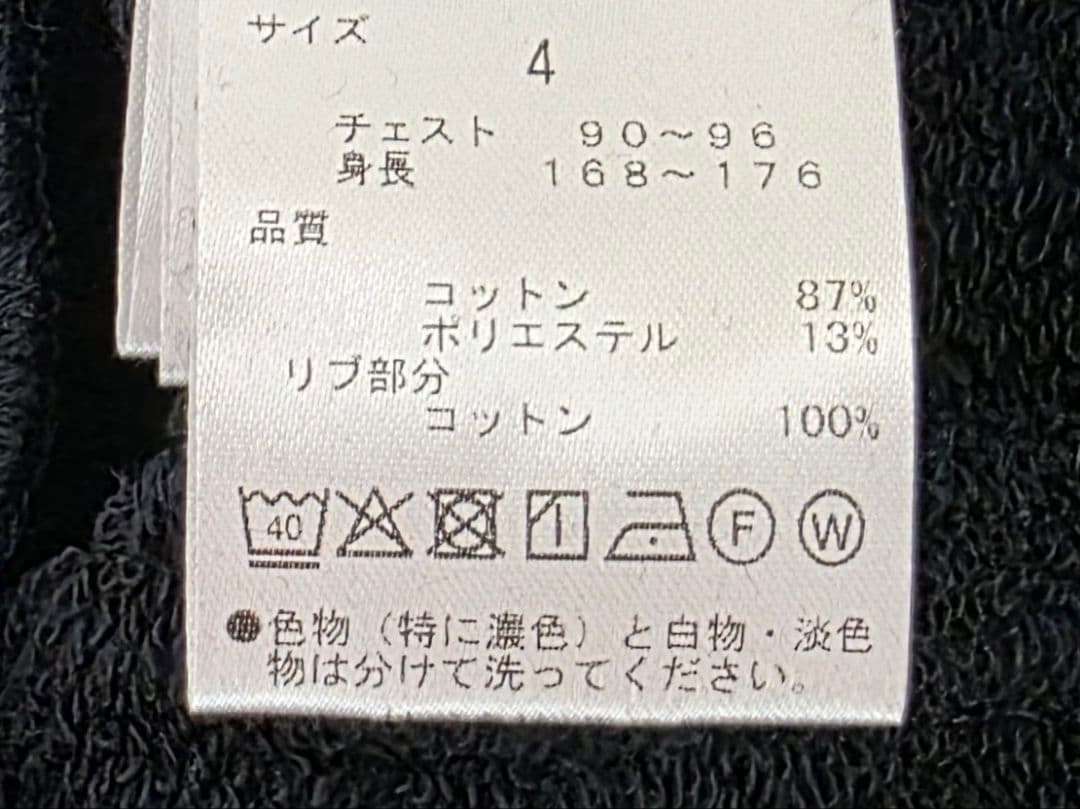 サイズ
4
チェスト 90～96
身長 168～176
品質
コットン 87%
ポリエステル 13%
リブ部分
コットン 100%
40 F W
●色物（特に濃色）と白物・淡色
物は分けて洗ってください。